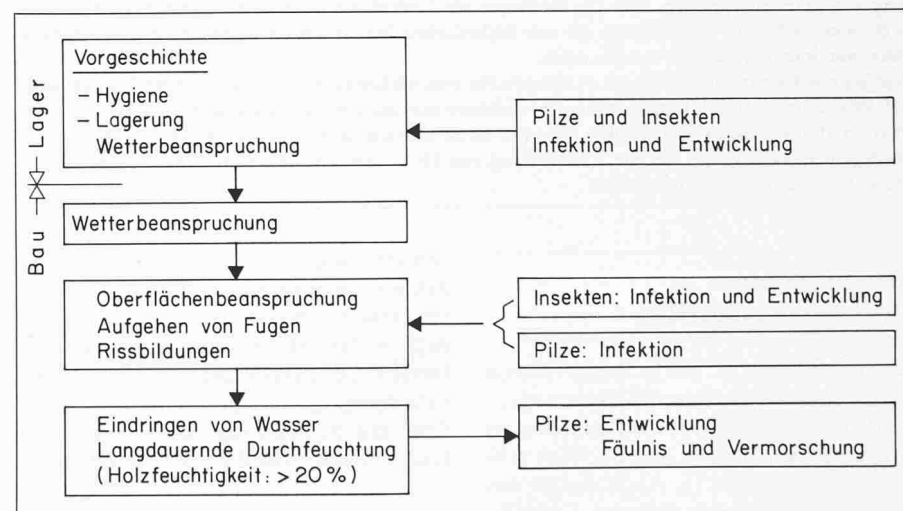 Lager
Bau
Vorgeschichte
– Hygiene
– Lagerung
Wetterbeanspruchung
Pilze und Insekten
Infektion und Entwicklung
Wetterbeanspruchung
Oberflächenbeanspruchung
Aufgehen von Fugen
Rissbildungen
Insekten: Infektion und Entwicklung
Pilze: Infektion
Eindringen von Wasser
Langdauernde Durchfeuchtung
(Holzfeuchtigkeit: > 20 %)
Pilze: Entwicklung
Fäulnis und Vermorschung